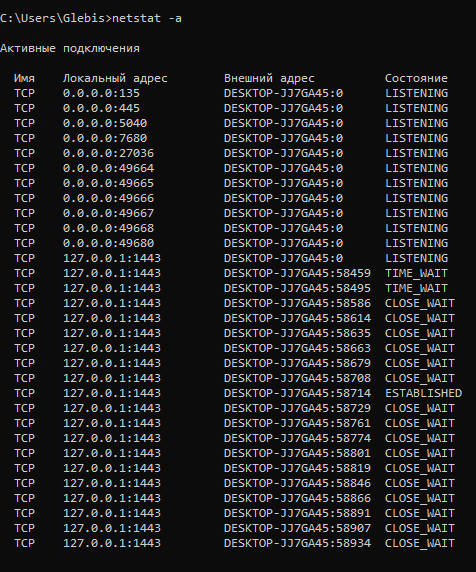 C:\Users\Glebis>netstat -a
Активные подключения
Имя Локальный адрес Внешний адрес Состояние
TCP 0.0.0.0:135 DESKTOP-JJ7GA45:0 LISTENING
TCP 0.0.0.0:445 DESKTOP-JJ7GA45:0 LISTENING
TCP 0.0.0.0:5040 DESKTOP-JJ7GA45:0 LISTENING
TCP 0.0.0.0:7680 DESKTOP-JJ7GA45:0 LISTENING
TCP 0.0.0.0:27036 DESKTOP-JJ7GA45:0 LISTENING
TCP 0.0.0.0:49664 DESKTOP-JJ7GA45:0 LISTENING
TCP 0.0.0.0:49665 DESKTOP-JJ7GA45:0 LISTENING
TCP 0.0.0.0:49666 DESKTOP-JJ7GA45:0 LISTENING
TCP 0.0.0.0:49667 DESKTOP-JJ7GA45:0 LISTENING
TCP 0.0.0.0:49668 DESKTOP-JJ7GA45:0 LISTENING
TCP 0.0.0.0:49680 DESKTOP-JJ7GA45:0 LISTENING
TCP 127.0.0.1:1443 DESKTOP-JJ7GA45:0 LISTENING
TCP 127.0.0.1:1443 DESKTOP-JJ7GA45:58459 TIME_WAIT
TCP 127.0.0.1:1443 DESKTOP-JJ7GA45:58495 TIME_WAIT
TCP 127.0.0.1:1443 DESKTOP-JJ7GA45:58586 CLOSE_WAIT
TCP 127.0.0.1:1443 DESKTOP-JJ7GA45:58614 CLOSE_WAIT
TCP 127.0.0.1:1443 DESKTOP-JJ7GA45:58635 CLOSE_WAIT
TCP 127.0.0.1:1443 DESKTOP-JJ7GA45:58663 CLOSE_WAIT
TCP 127.0.0.1:1443 DESKTOP-JJ7GA45:58679 CLOSE_WAIT
TCP 127.0.0.1:1443 DESKTOP-JJ7GA45:58708 CLOSE_WAIT
TCP 127.0.0.1:1443 DESKTOP-JJ7GA45:58714 ESTABLISHED
TCP 127.0.0.1:1443 DESKTOP-JJ7GA45:58729 CLOSE_WAIT
TCP 127.0.0.1:1443 DESKTOP-JJ7GA45:58761 CLOSE_WAIT
TCP 127.0.0.1:1443 DESKTOP-JJ7GA45:58774 CLOSE_WAIT
TCP 127.0.0.1:1443 DESKTOP-JJ7GA45:58801 CLOSE_WAIT
TCP 127.0.0.1:1443 DESKTOP-JJ7GA45:58819 CLOSE_WAIT
TCP 127.0.0.1:1443 DESKTOP-JJ7GA45:58846 CLOSE_WAIT
TCP 127.0.0.1:1443 DESKTOP-JJ7GA45:58866 CLOSE_WAIT
TCP 127.0.0.1:1443 DESKTOP-JJ7GA45:58891 CLOSE_WAIT
TCP 127.0.0.1:1443 DESKTOP-JJ7GA45:58907 CLOSE_WAIT
TCP 127.0.0.1:1443 DESKTOP-JJ7GA45:58934 CLOSE_WAIT